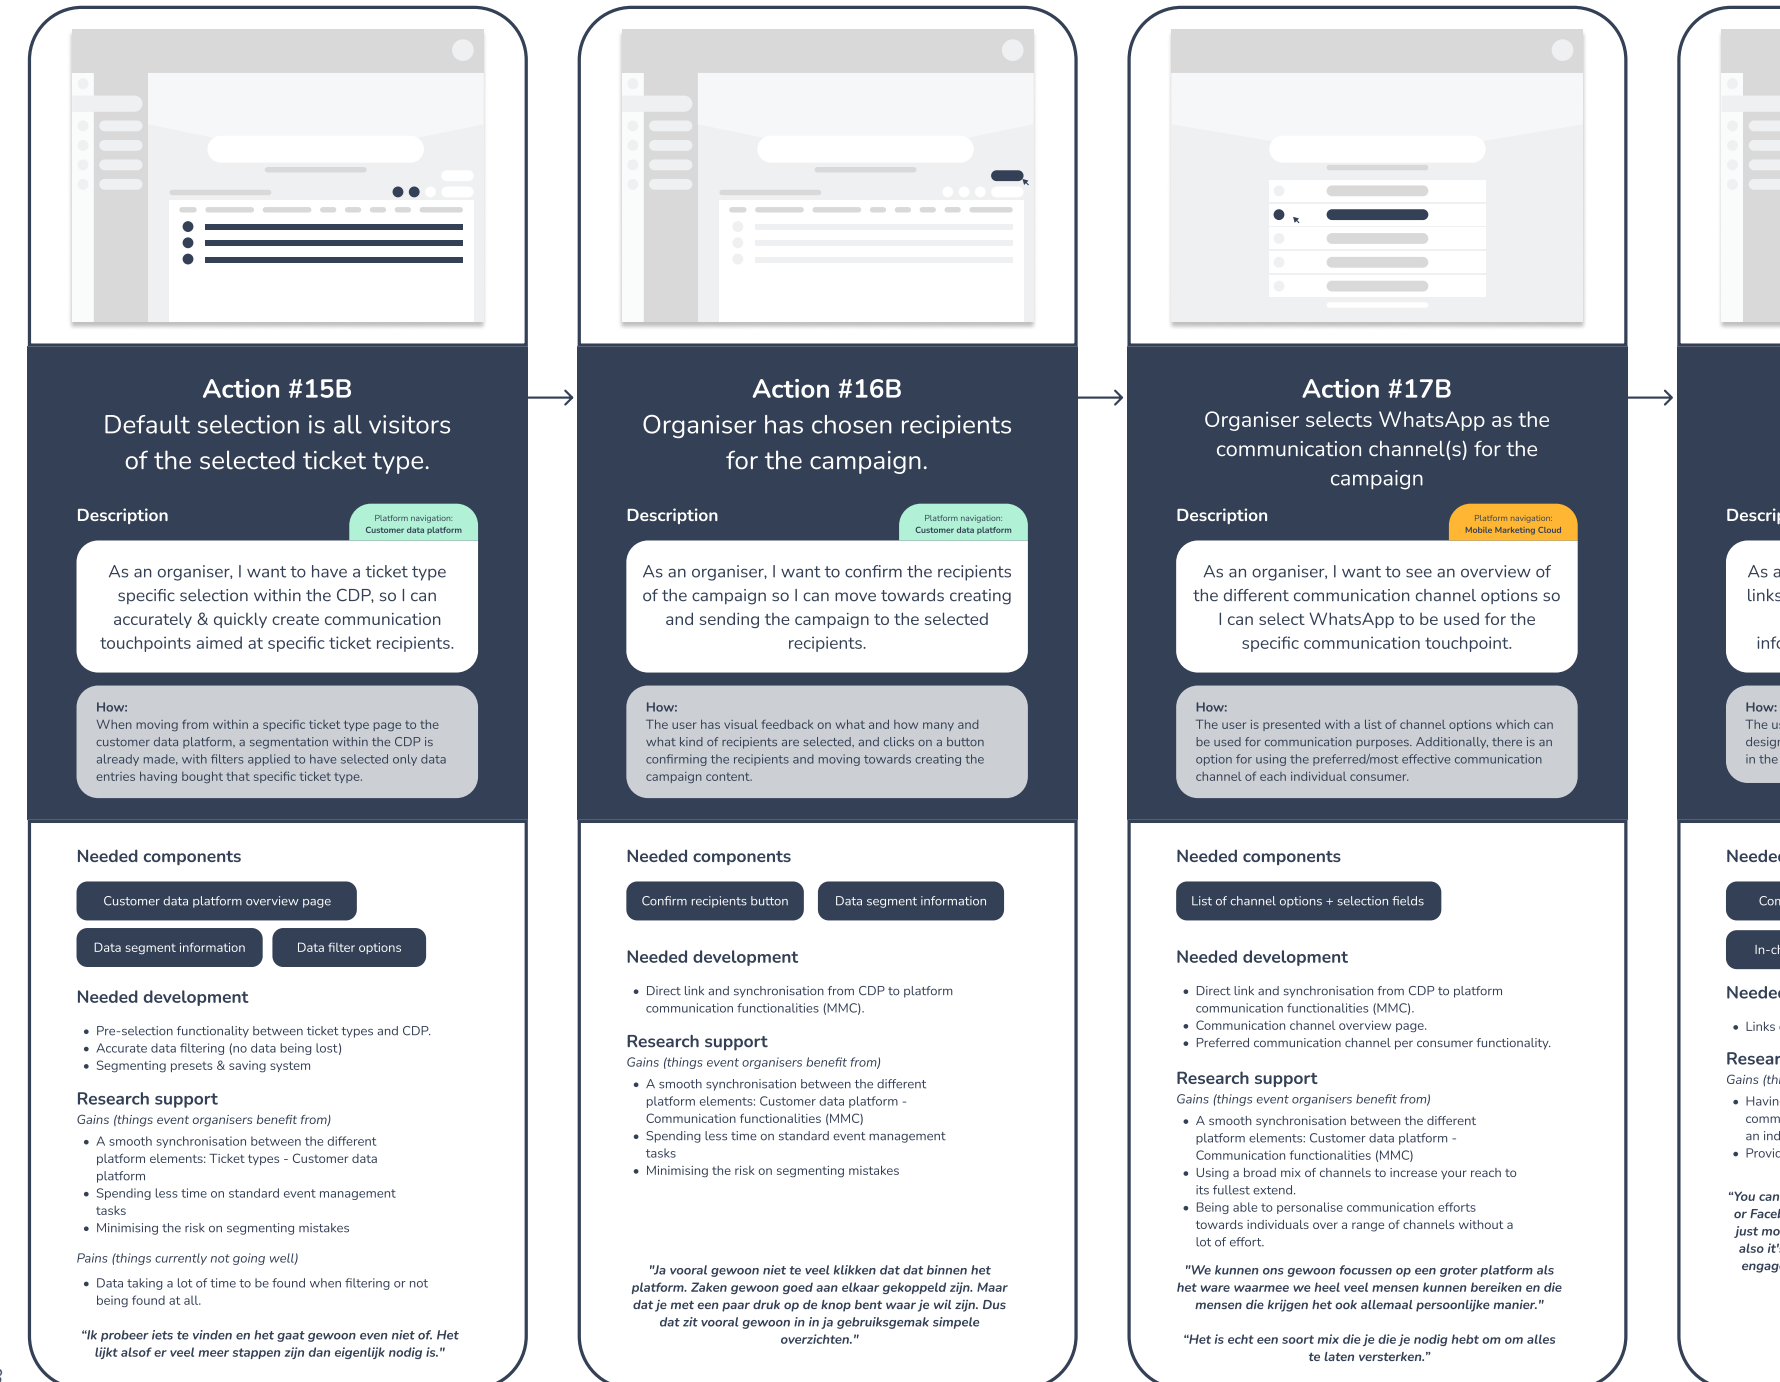 Action #15B
Default selection is all visitors
of the selected ticket type.
Description
Platform navigation:
Customer data platform
As an organiser, I want to have a ticket type
specific selection within the CDP, so I can
accurately & quickly create communication
touchpoints aimed at specific ticket recipients.
How:
When moving from within a specific ticket type page to the
customer data platform, a segmentation within the CDP is
already made, with filters applied to have selected only data
entries having bought that specific ticket type.
Needed components
Customer data platform overview page
Data segment information
Data filter options
Needed development
• Pre-selection functionality between ticket types and CDP.
• Accurate data filtering (no data being lost)
• Segmenting presets & saving system
Research support
Gains (things event organisers benefit from)
• A smooth synchronisation between the different
platform elements: Ticket types - Customer data
platform
• Spending less time on standard event management
tasks
• Minimising the risk on segmenting mistakes
Pains (things currently not going well)
• Data taking a lot of time to be found when filtering or not
being found at all.
“Ik probeer iets te vinden en het gaat gewoon even niet of. Het
lijkt alsof er veel meer stappen zijn dan eigenlijk nodig is."
Action #16B
Organiser has chosen recipients
for the campaign.
Description
Platform navigation:
Customer data platform
As an organiser, I want to confirm the recipients
of the campaign so I can move towards creating
and sending the campaign to the selected
recipients.
How:
The user has visual feedback on what and how many and
what kind of recipients are selected, and clicks on a button
confirming the recipients and moving towards creating the
campaign content.
Needed components
Confirm recipients button
Data segment information
Needed development
• Direct link and synchronisation from CDP to platform
communication functionalities (MMC).
Research support
Gains (things event organisers benefit from)
• A smooth synchronisation between the different
platform elements: Customer data platform -
Communication functionalities (MMC)
• Spending less time on standard event management
tasks
• Minimising the risk on segmenting mistakes
"Ja vooral gewoon niet te veel klikken dat dat binnen het
platform. Zaken gewoon goed aan elkaar gekoppeld zijn. Maar
dat je met een paar druk op de knop bent waar je wil zijn. Dus
dat zit vooral gewoon in in ja gebruiksgemak simpele
overzichten."
Action #17B
Organiser selects WhatsApp as the
communication channel(s) for the
campaign
Description
Platform navigation:
Mobile Marketing Cloud
As an organiser, I want to see an overview of
the different communication channel options so
I can select WhatsApp to be used for the
specific communication touchpoint.
How:
The user is presented with a list of channel options which can
be used for communication purposes. Additionally, there is an
option for using the preferred/most effective communication
channel of each individual consumer.
Needed components
List of channel options + selection fields
Needed development
• Direct link and synchronisation from CDP to platform
communication functionalities (MMC).
• Communication channel overview page.
• Preferred communication channel per consumer functionality.
Research support
Gains (things event organisers benefit from)
• A smooth synchronisation between the different
platform elements: Customer data platform -
Communication functionalities (MMC)
• Using a broad mix of channels to increase your reach to
its fullest extend.
• Being able to personalise communication efforts
towards individuals over a range of channels without a
lot of effort.
"We kunnen ons gewoon focussen op een groter platform als
het ware waarmee we heel veel mensen kunnen bereiken en die
mensen die krijgen het ook allemaal persoonlijke manier."
“Het is echt een soort mix die je die je nodig hebt om om alles
te laten versterken.”
As a
links
How:
The
in the
• Links
“You can
or
just
also it's